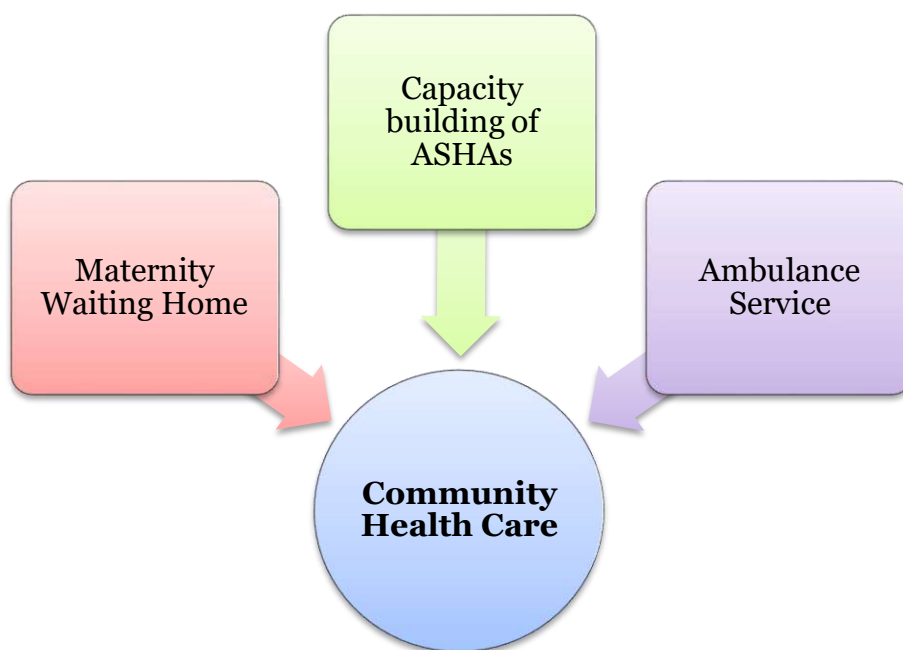 Capacity
building of
ASHAs
Maternity
Waiting Home
Ambulance
Service
Community
Health Care